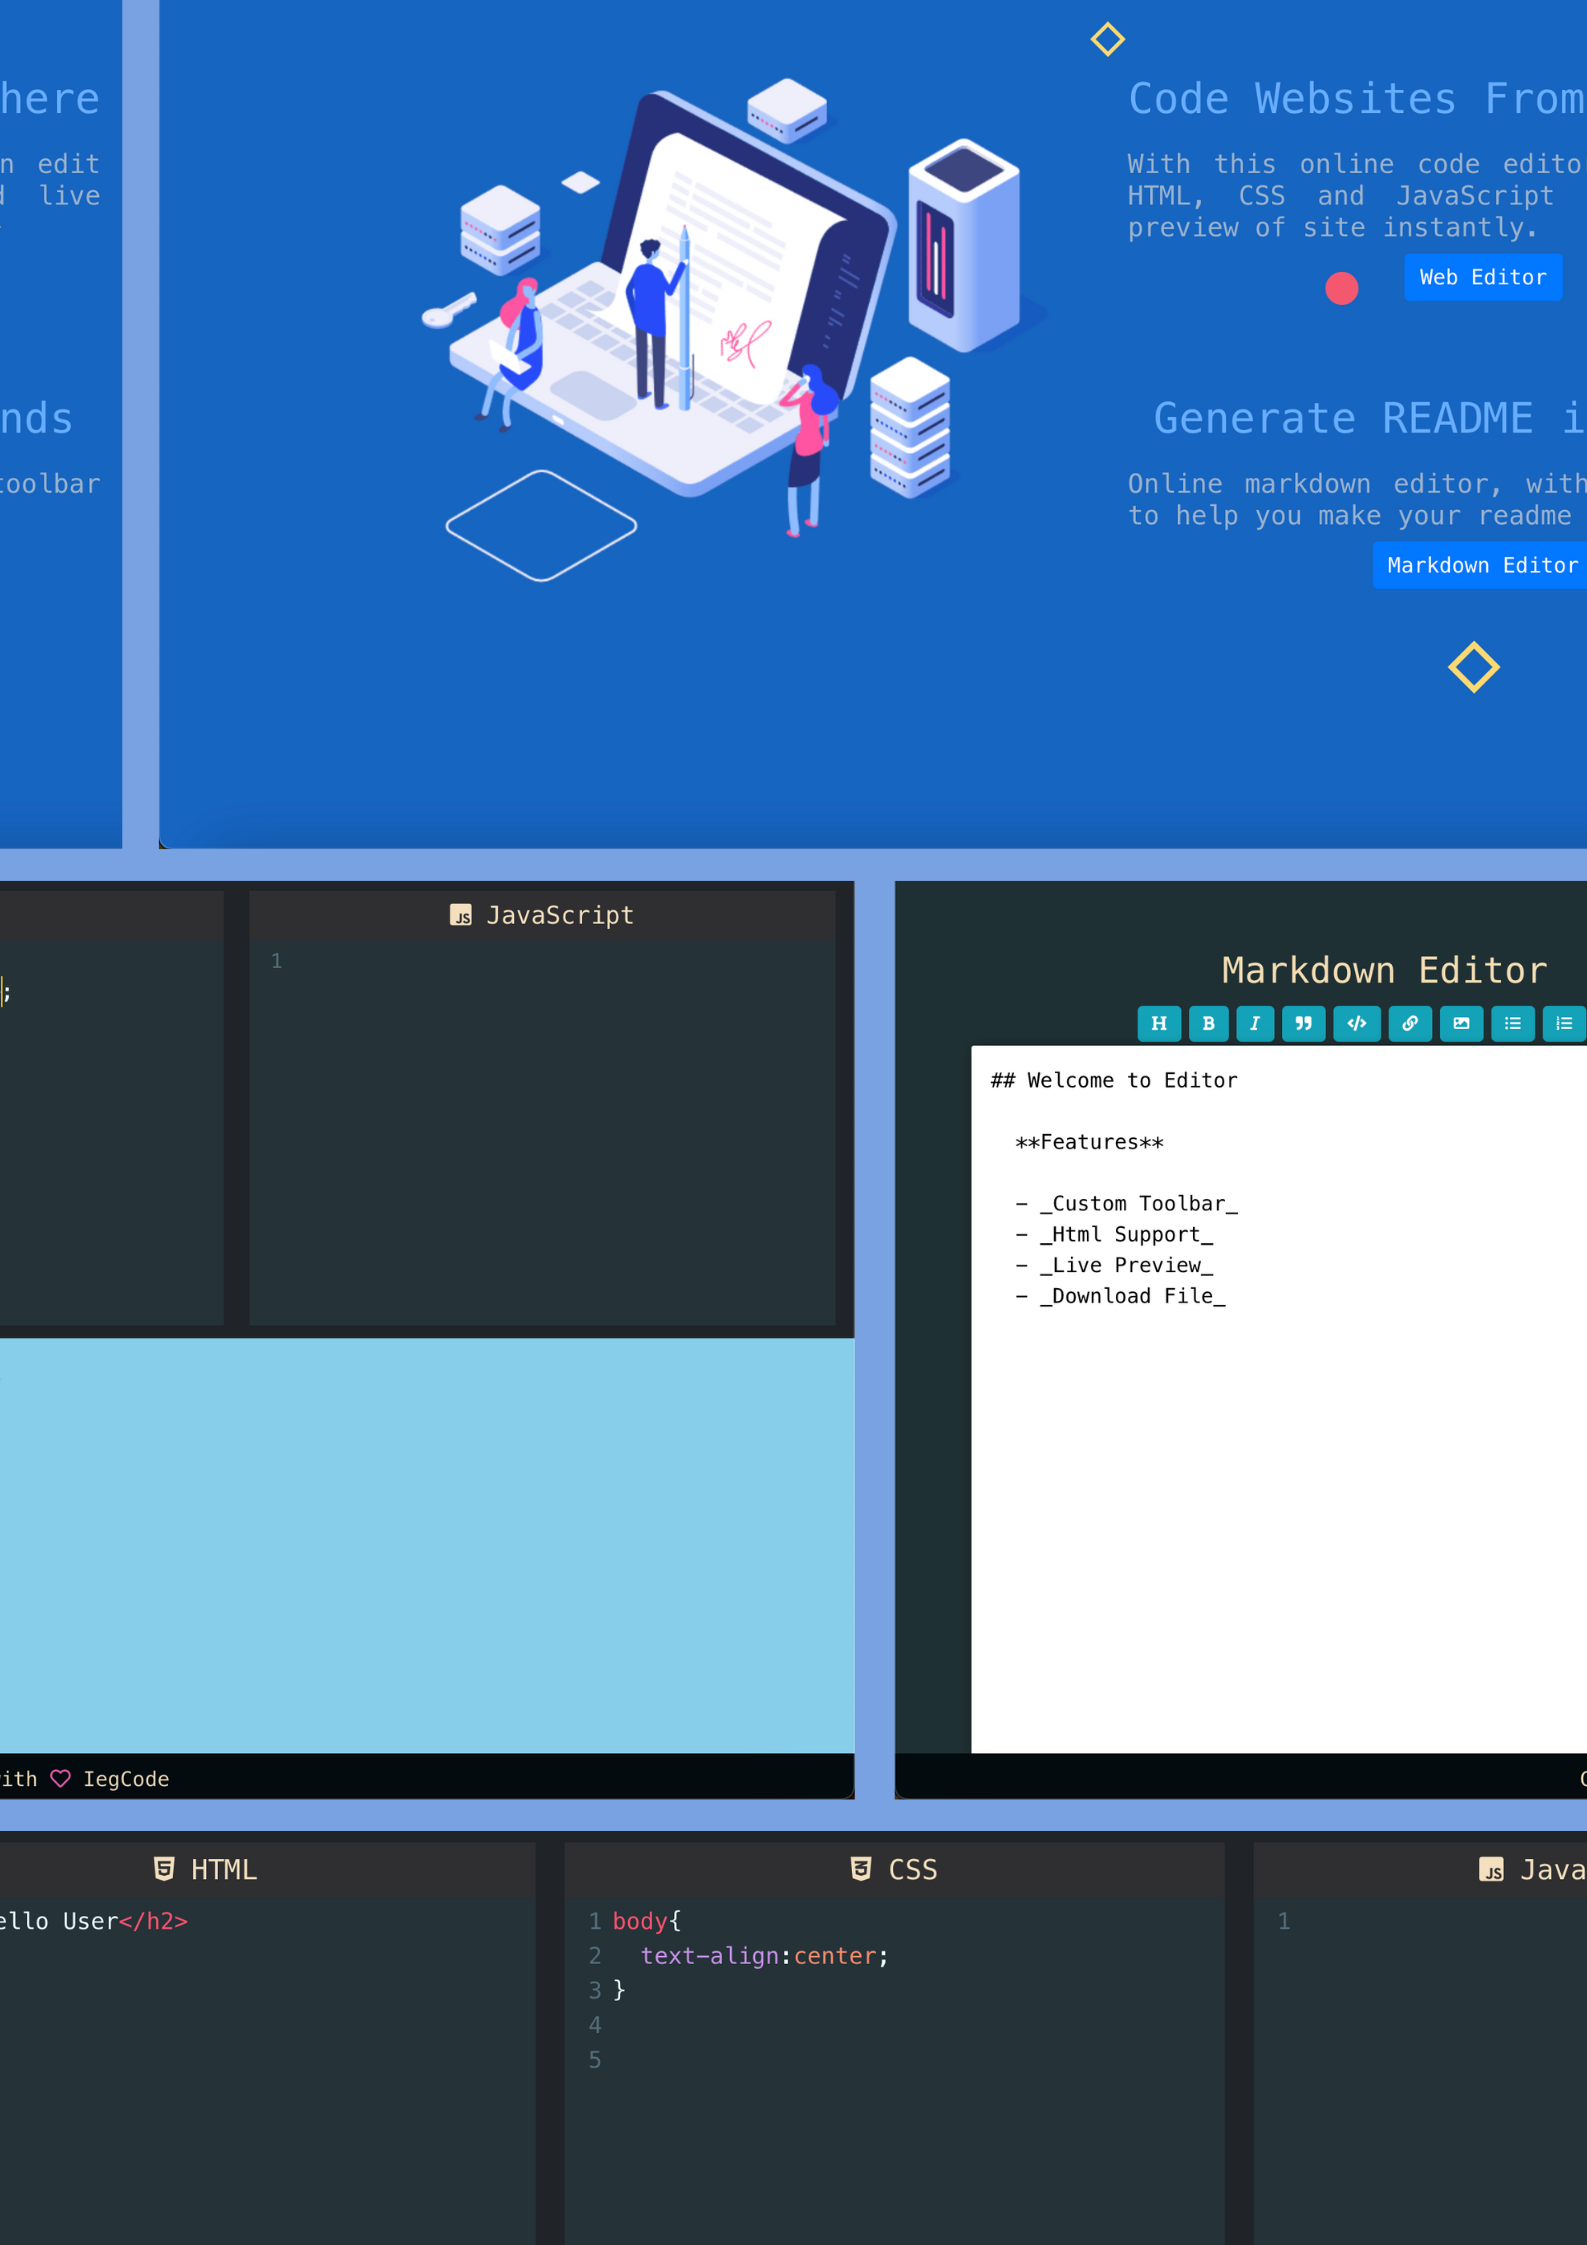 here
n edit
live
nds
toolbar
Code Websites From
With this online code edito
HTML, CSS and JavaScript
preview of site instantly.
Web Editor
Generate README i
Online markdown editor, with
to help you make your readme
Markdown Editor
;
JS JavaScript
1
ith IegCode
Markdown Editor
H B I </>
## Welcome to Editor
**Features**
- _Custom Toolbar_
- _Html Support_
- _Live Preview_
- _Download File_
HTML
ello User</h2>
CSS
1 body{
2 text-align:center;
3 }
4
5
JS Java
1